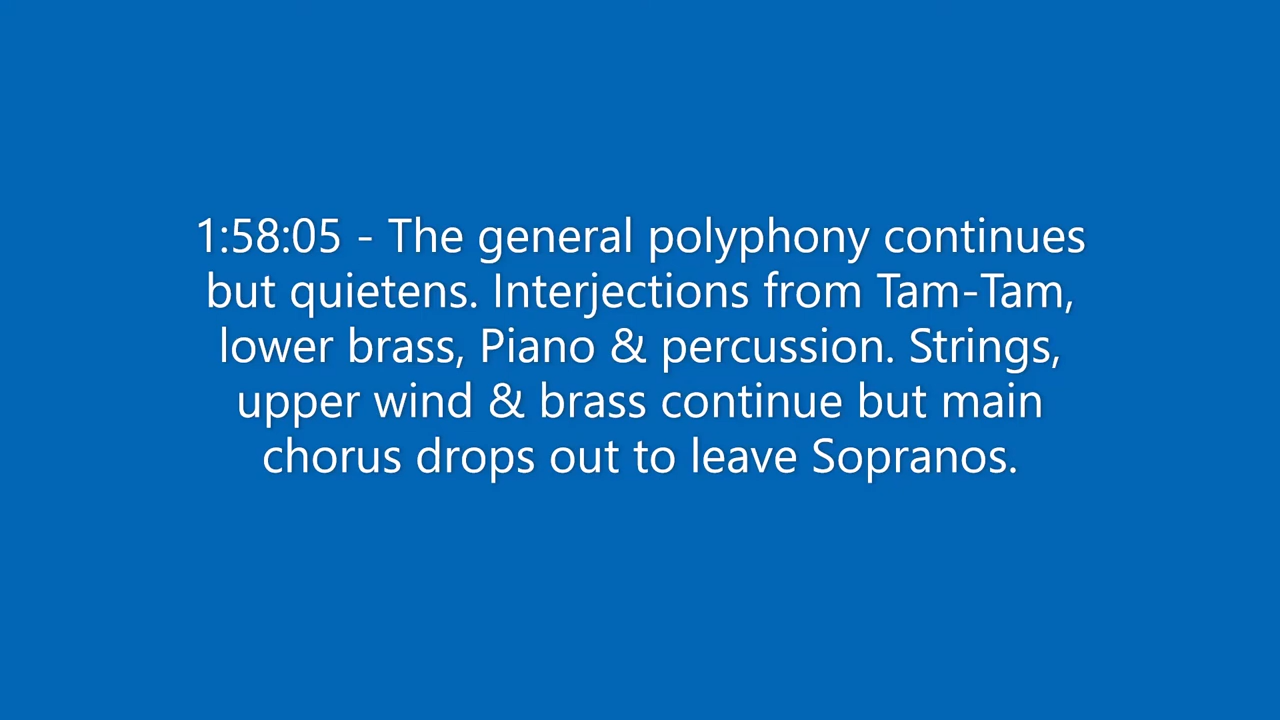 1:58:05 - The general polyphony continues
but quietens. Interjections from Tam-Tam,
lower brass, Piano & percussion. Strings,
upper wind & brass continue but main
chorus drops out to leave Sopranos.